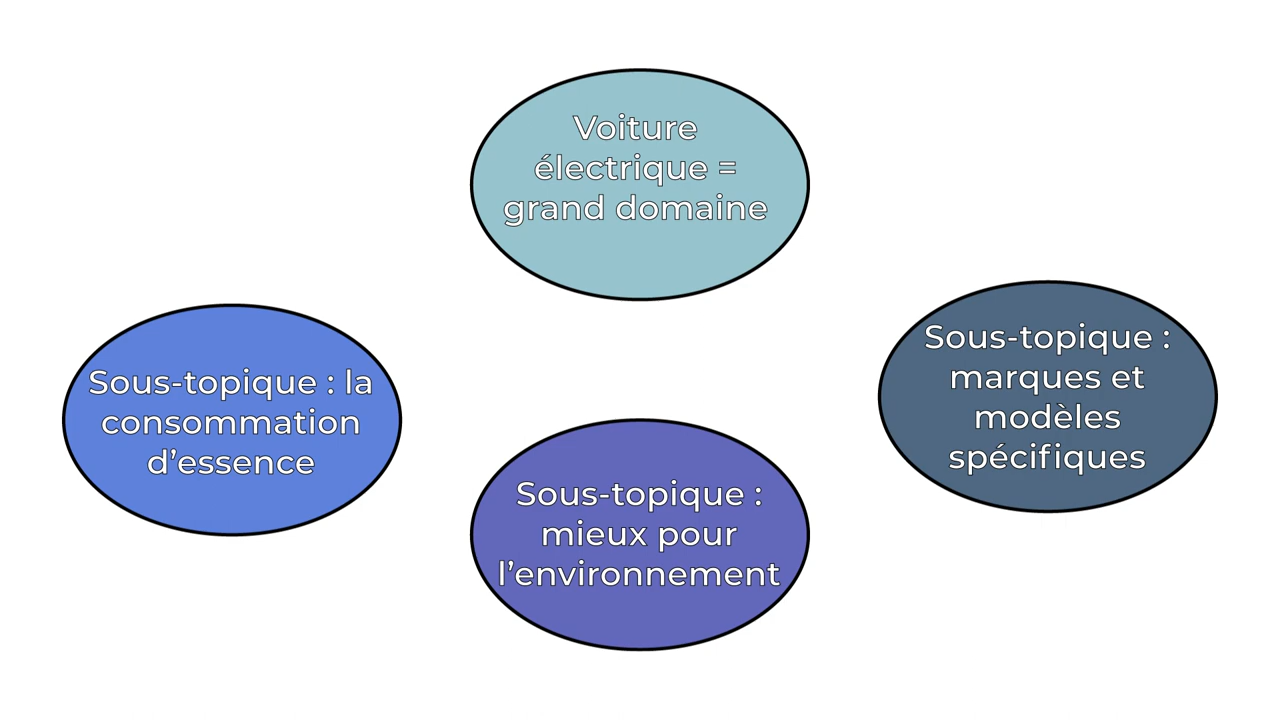 Voiture
électrique =
grand domaine
Sous-topique : la
consommation
d’essence
Sous-topique :
mieux pour
l’environnement
Sous-topique :
marques et
modèles
spécifiques